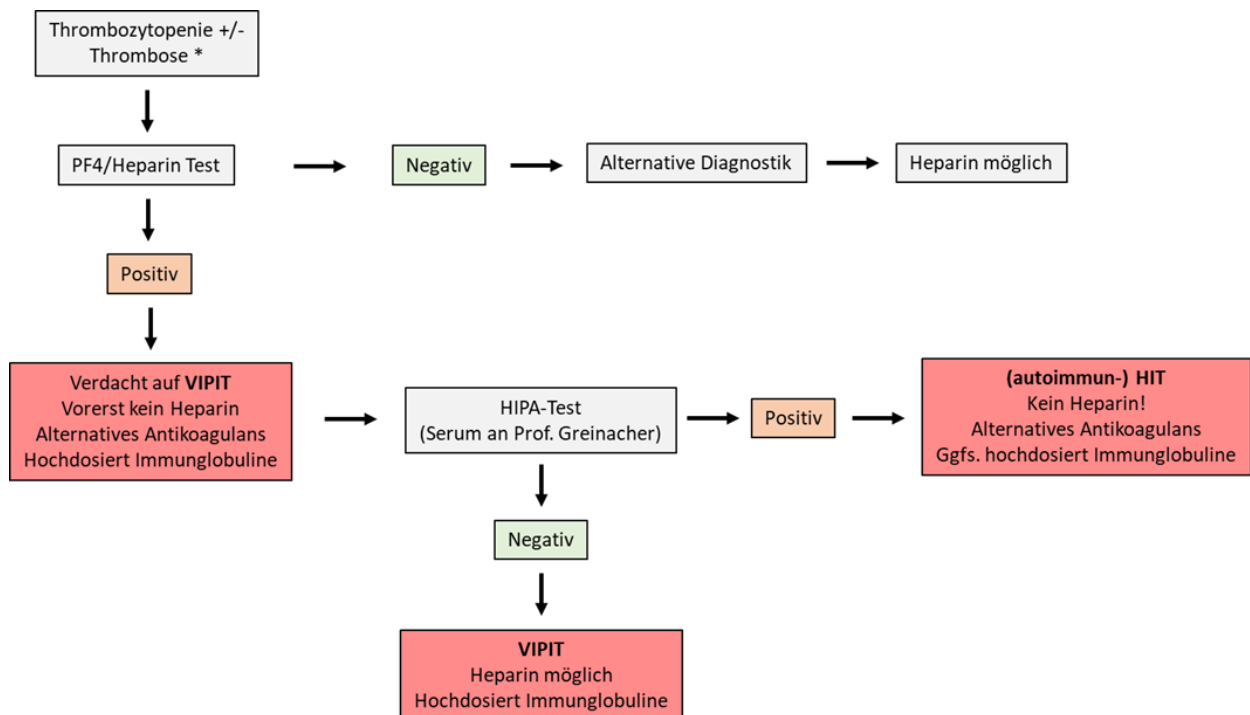 Thrombozytopenie +/-
Thrombose *
PF4/Heparin Test
Negativ
Alternative Diagnostik
Heparin möglich
Positiv
Verdacht auf VIPIT
Vorerst kein Heparin
Alternatives Antikoagulans
Hochdosiert Immunglobuline
HIPA-Test
(Serum an Prof. Greinacher)
Positiv
(autoimmun-) HIT
Kein Heparin!
Alternatives Antikoagulans
Ggfs. hochdosiert Immunglobuline
Negativ
VIPIT
Heparin möglich
Hochdosiert Immunglobuline